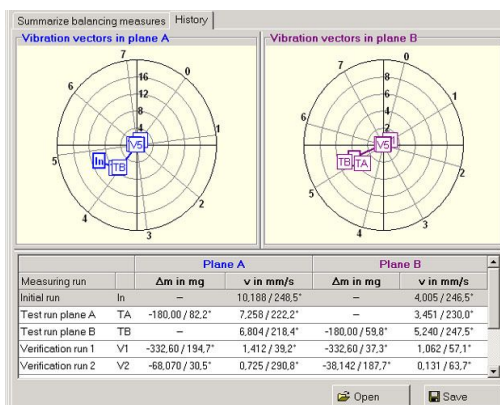 Summarize balancing measures History
Vibration vectors in plane A Vibration vectors in plane B
7 0 1 2 3 4 5 6
16
12
8
4
In TB V5
7 0 1 2 3 4 5 6
8
6
4
2
TB TA V5
Plane A Plane B
Measuring run Δm in mg v in mm/s Δm in mg v in mm/s
Initial run In – 10,188 / 248,5° – 4,005 / 246,5°
Test run plane A TA -180,00 / 82,2° 7,258 / 222,2° – 3,451 / 230,0°
Test run plane B TB – 6,804 / 218,4° -180,00 / 59,8° 5,240 / 247,5°
Verification run 1 V1 -332,60 / 194,7° 1,412 / 39,2° -332,60 / 37,3° 1,062 / 57,1°
Verification run 2 V2 -68,070 / 30,5° 0,725 / 290,8° -38,142 / 187,7° 0,131 / 63,7°
Open Save